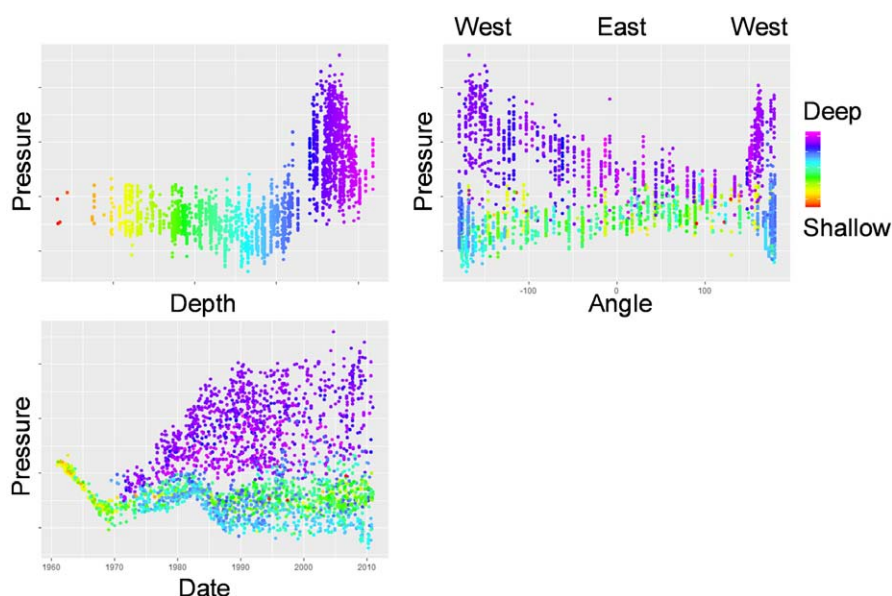 West East West
Pressure
Pressure
Deep
Shallow
-100 0 100
Depth
Angle
Pressure
1960 1970 1980 1990 2000 2010
Date